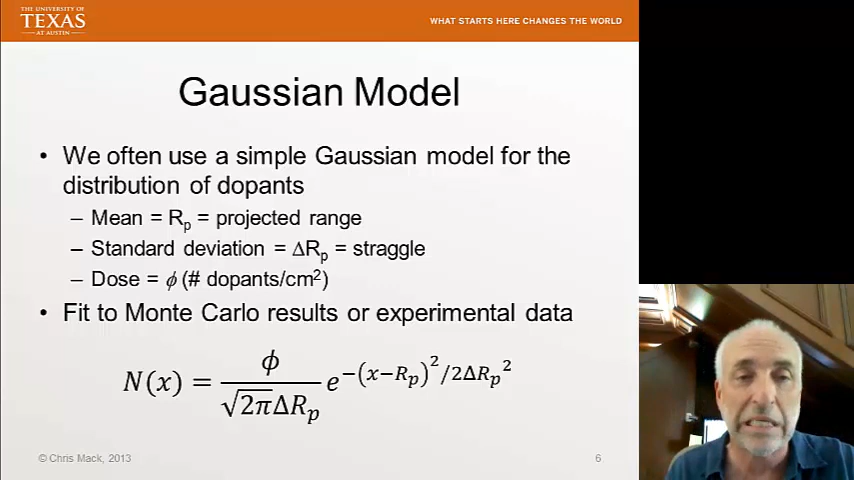 THE UNIVERSITY OF
TEXAS
AT AUSTIN
WHAT STARTS HERE CHANGES THE WORLD
Gaussian Model
• We often use a simple Gaussian model for the
distribution of dopants
– Mean = Rp = projected range
– Standard deviation = ΔRp = straggle
– Dose = ϕ (# dopants/cm²)
• Fit to Monte Carlo results or experimental data
N(x) = ϕ / (√(2π)ΔRp) e^(−(x−Rp)²/2ΔRp²)
© Chris Mack, 2013
6